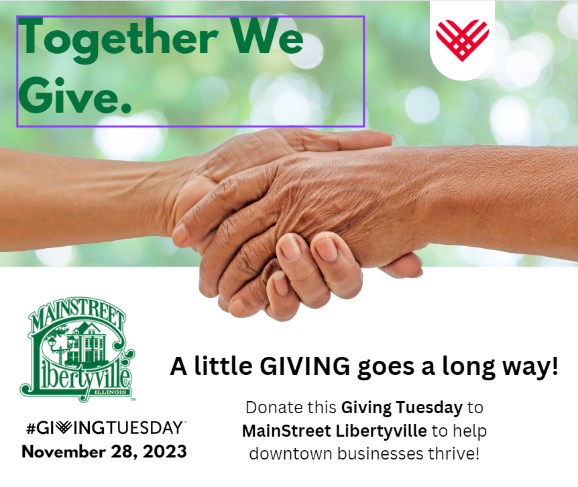 Together We
Give.
MAINSTREET
Libertyville
ILLINOIS
A little GIVING goes a long way!
#GIVINGTUESDAY
November 28, 2023
Donate this Giving Tuesday to
MainStreet Libertyville to help
downtown businesses thrive!